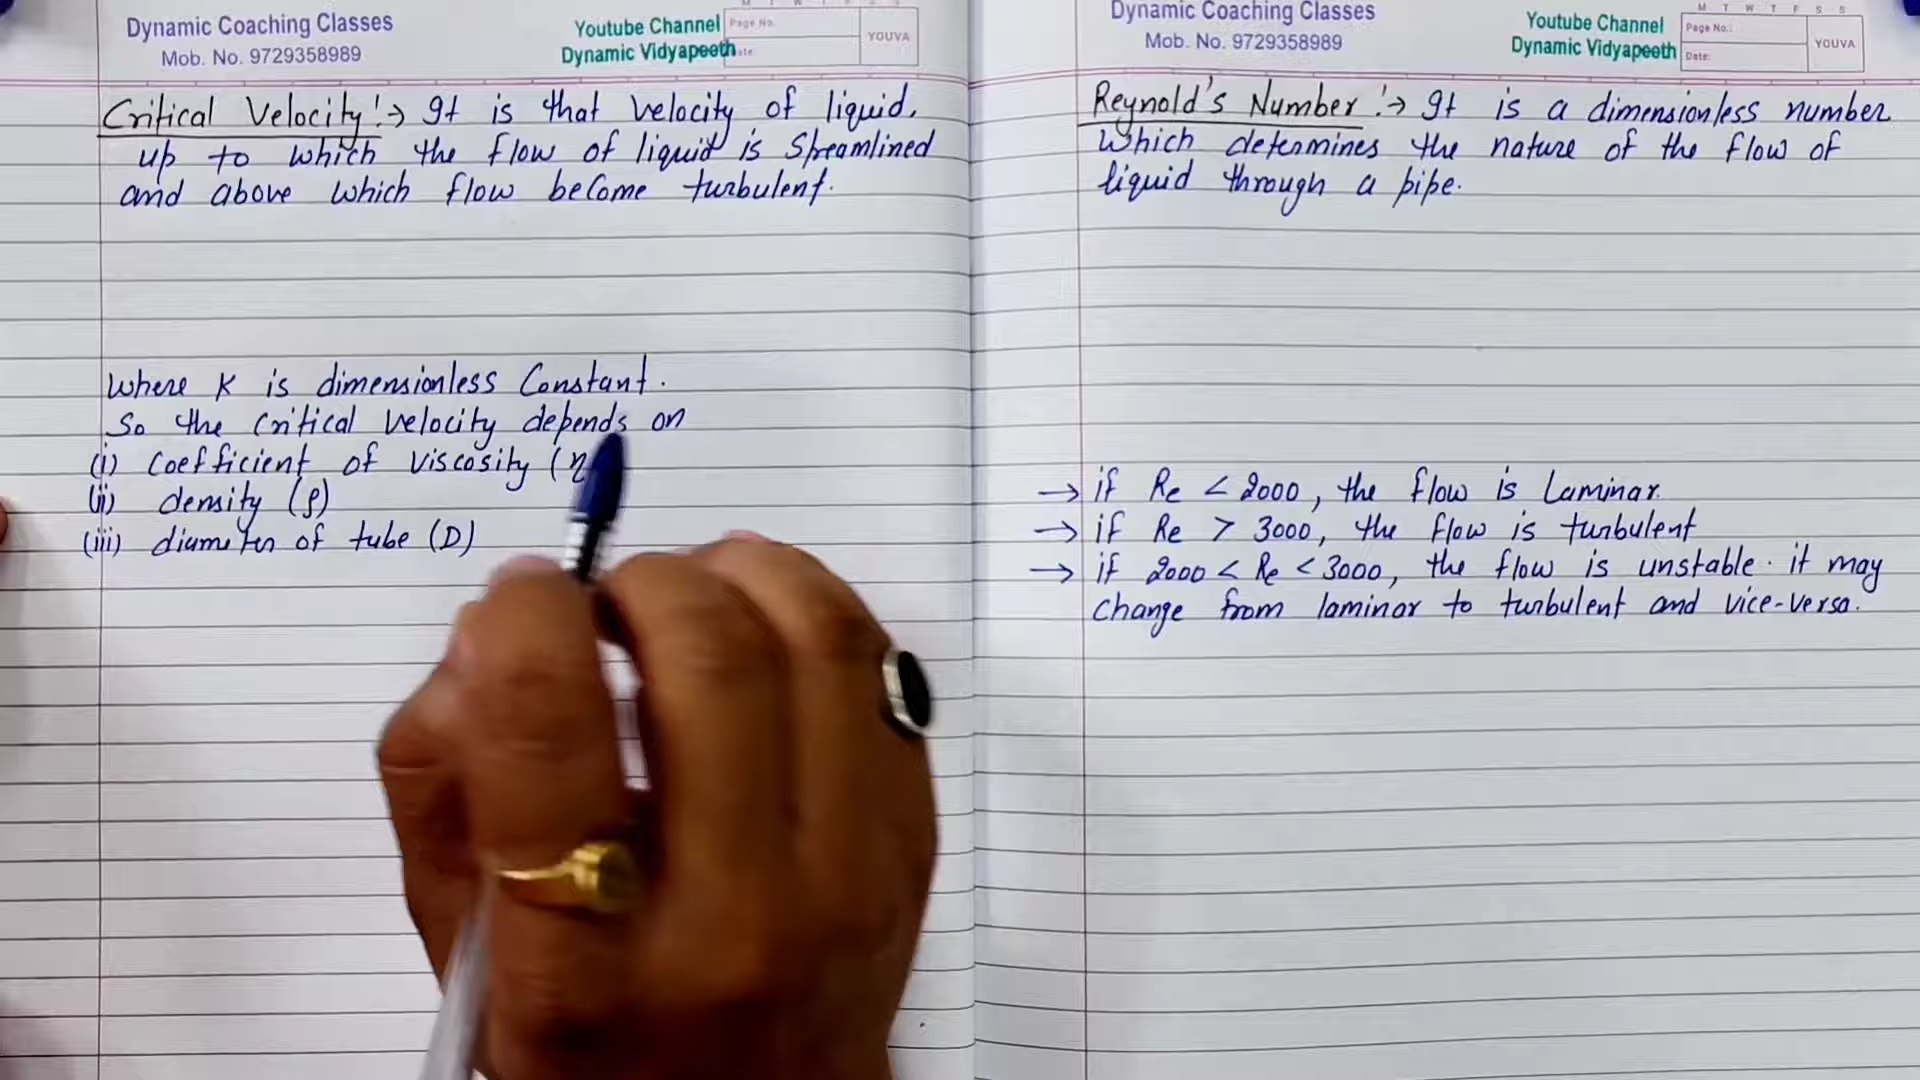 Dynamic Coaching Classes
Mob. No. 9729358989
Youtube Channel
Dynamic Vidyapeeth
Page No.
YOUVA
Critical Velocity :→ It is that velocity of liquid,
up to which the flow of liquid is Streamlined
and above which flow become turbulent.
Where K is dimensionless Constant.
So the critical velocity depends on
(i) Coefficient of viscosity (η
(ii) density (ρ)
(iii) diameter of tube (D)
Dynamic Coaching Classes
Mob. No. 9729358989
Youtube Channel
Dynamic Vidyapeeth
M T W T F S S
Page No.:
Date:
YOUVA
Reynold's Number :→ It is a dimensionless number
Which determines the nature of the flow of
liquid through a pipe.
→ if Re < 2000, the flow is Laminar.
→ if Re > 3000, the flow is turbulent
→ if 2000 < Re < 3000, the flow is unstable. it may
change from laminar to turbulent and vice-versa.